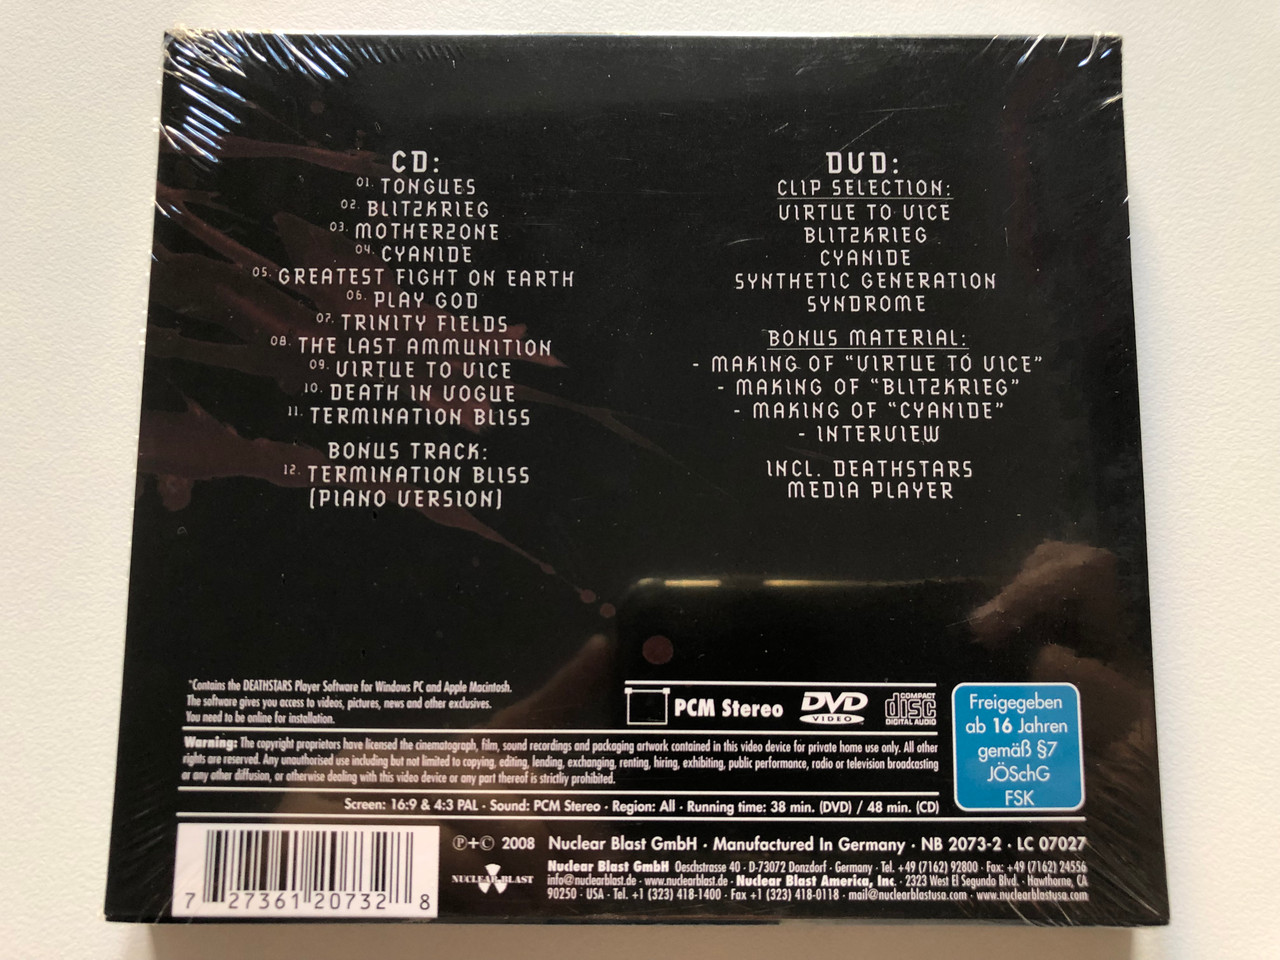 CD:
01. TONGUES
02. BLITZKRIEG
03. MOTHERZONE
04. CYANIDE
05. GREATEST FIGHT ON EARTH
06. PLAY GOD
07. TRINITY FIELDS
08. THE LAST AMMUNITION
09. VIRTUE TO VICE
10. DEATH IN VOGUE
11. TERMINATION BLISS
BONUS TRACK:
12. TERMINATION BLISS
(PIANO VERSION)
DVD:
CLIP SELECTION:
VIRTUE TO VICE
BLITZKRIEG
CYANIDE
SYNTHETIC GENERATION
SYNDROME
BONUS MATERIAL:
- MAKING OF "VIRTUE TO VICE"
- MAKING OF "BLITZKRIEG"
- MAKING OF "CYANIDE"
- INTERVIEW
INCL. DEATHSTARS
MEDIA PLAYER
*Contains the DEATHSTARS Player Software for Windows PC and Apple Macintosh.
The software gives you access to videos, pictures, news and other exclusives.
You need to be online for installation.
PCM Stereo
DVD
VIDEO
COMPACT
disc
DIGITAL AUDIO
Freigegeben
ab 16 Jahren
gemäß §7
JÖSchG
FSK
Warning: The copyright proprietors have licensed the cinematograph, film, sound recordings and packaging artwork contained in this video device for private home use only. All other
rights are reserved. Any unauthorised use including but not limited to copying, editing, lending, exchanging, renting, hiring, exhibiting, public performance, radio or television broadcasting
or any other diffusion, or otherwise dealing with this video device or any part thereof is strictliy prohibited.
Screen: 16:9 & 4:3 PAL · Sound: PCM Stereo · Region: All · Running time: 38 min. (DVD) / 48 min. (CD)
7 27361 20732 8
NUCLEAR BLAST
℗+© 2008 Nuclear Blast GmbH · Manufactured In Germany · NB 2073-2 · LC 07027
Nuclear Blast GmbH Oeschstrasse 40 · D-73072 Donzdorf · Germany · Tel. +49 (7162) 92800 · Fax: +49 (7162) 24556
info@nuclearblast.de · www.nuclearblast.de · Nuclear Blast America, Inc. · 2323 West El Segundo Blvd. · Hawthorne, CA
90250 · USA · Tel. +1 (323) 418-1400 · Fax +1 (323) 418-0118 · mail@nuclearblastusa.com · www.nuclearblastusa.com